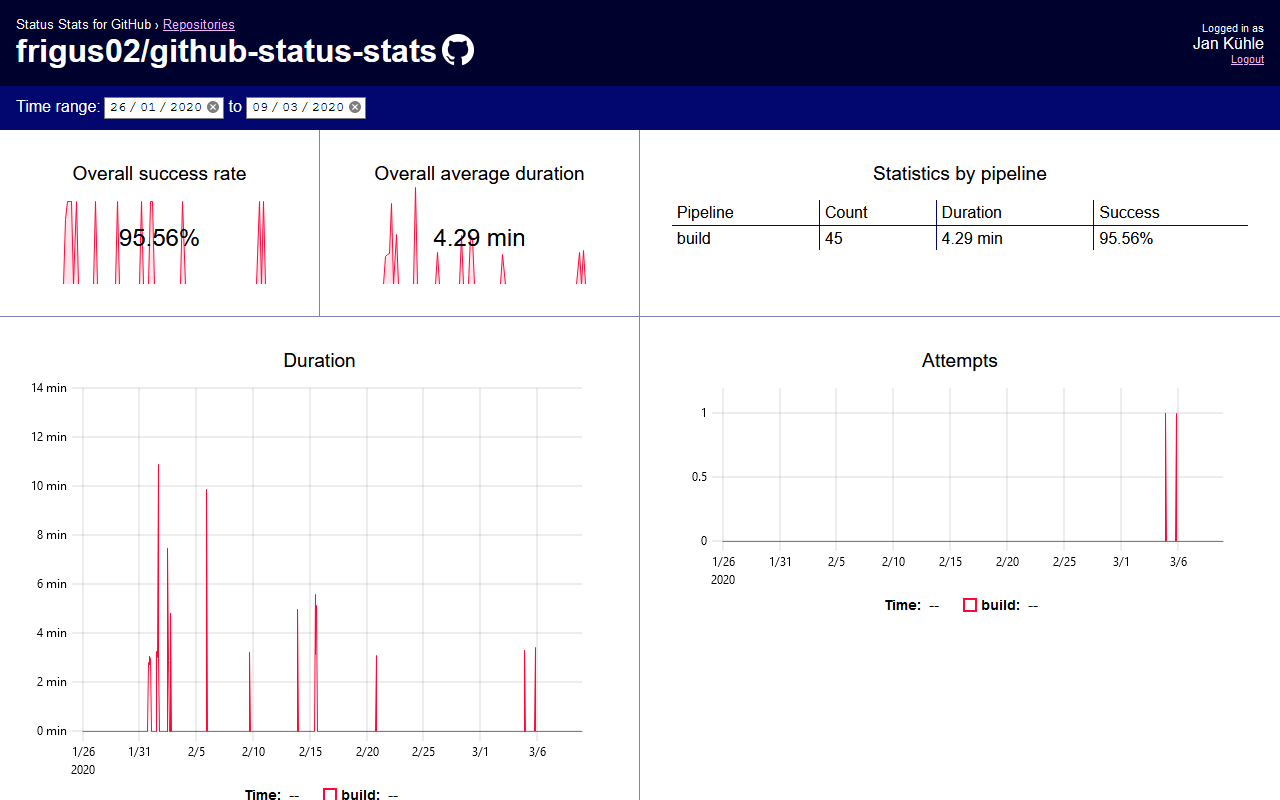 Status Stats for GitHub › Repositories
frigus02/github-status-stats
Logged in as
Jan Kühle
Logout
Time range: 26 / 01 / 2020 to 09 / 03 / 2020
Overall success rate
95.56%
Overall average duration
4.29 min
Statistics by pipeline
Pipeline Count Duration Success
build 45 4.29 min 95.56%
Duration
14 min
12 min
10 min
8 min
6 min
4 min
2 min
0 min
1/26 1/31 2/5 2/10 2/15 2/20 2/25 3/1 3/6
2020
Time: -- build: --
Attempts
1
0.5
0
1/26 1/31 2/5 2/10 2/15 2/20 2/25 3/1 3/6
2020
Time: -- build: --